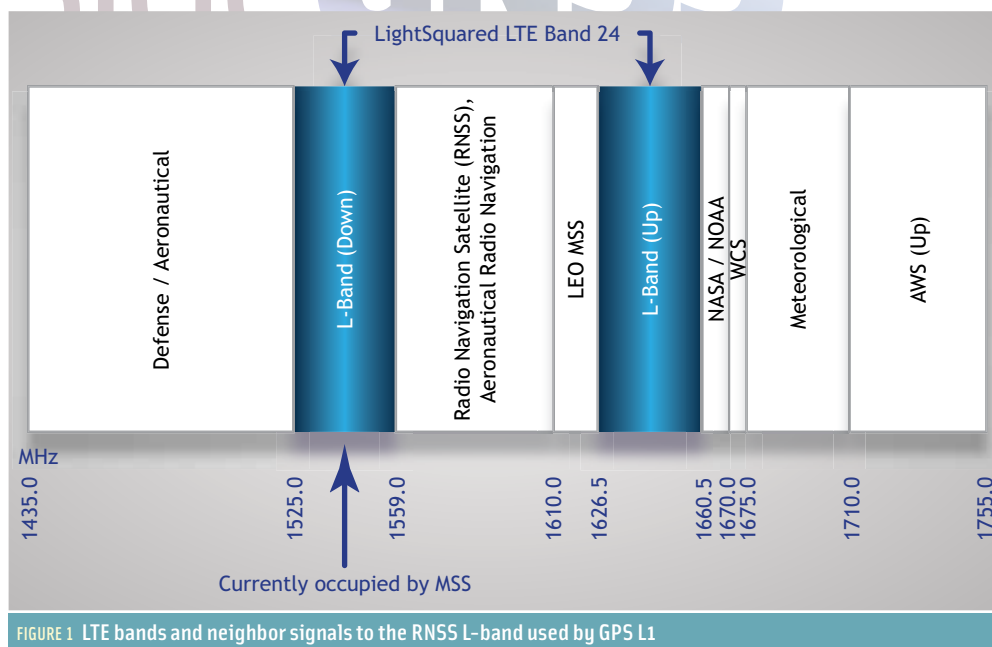 GNSS
LightSquared LTE Band 24
Defense / Aeronautical
L-Band (Down)
Radio Navigation Satellite (RNSS),
Aeronautical Radio Navigation
LEO MSS
L-Band (Up)
NASA / NOAA
WCS
Meteorological
AWS (Up)
MHz
1435.0
1525.0
1559.0
1610.0
1626.5
1660.5
1670.0
1675.0
1710.0
1755.0
Currently occupied by MSS
FIGURE 1 LTE bands and neighbor signals to the RNSS L-band used by GPS L1